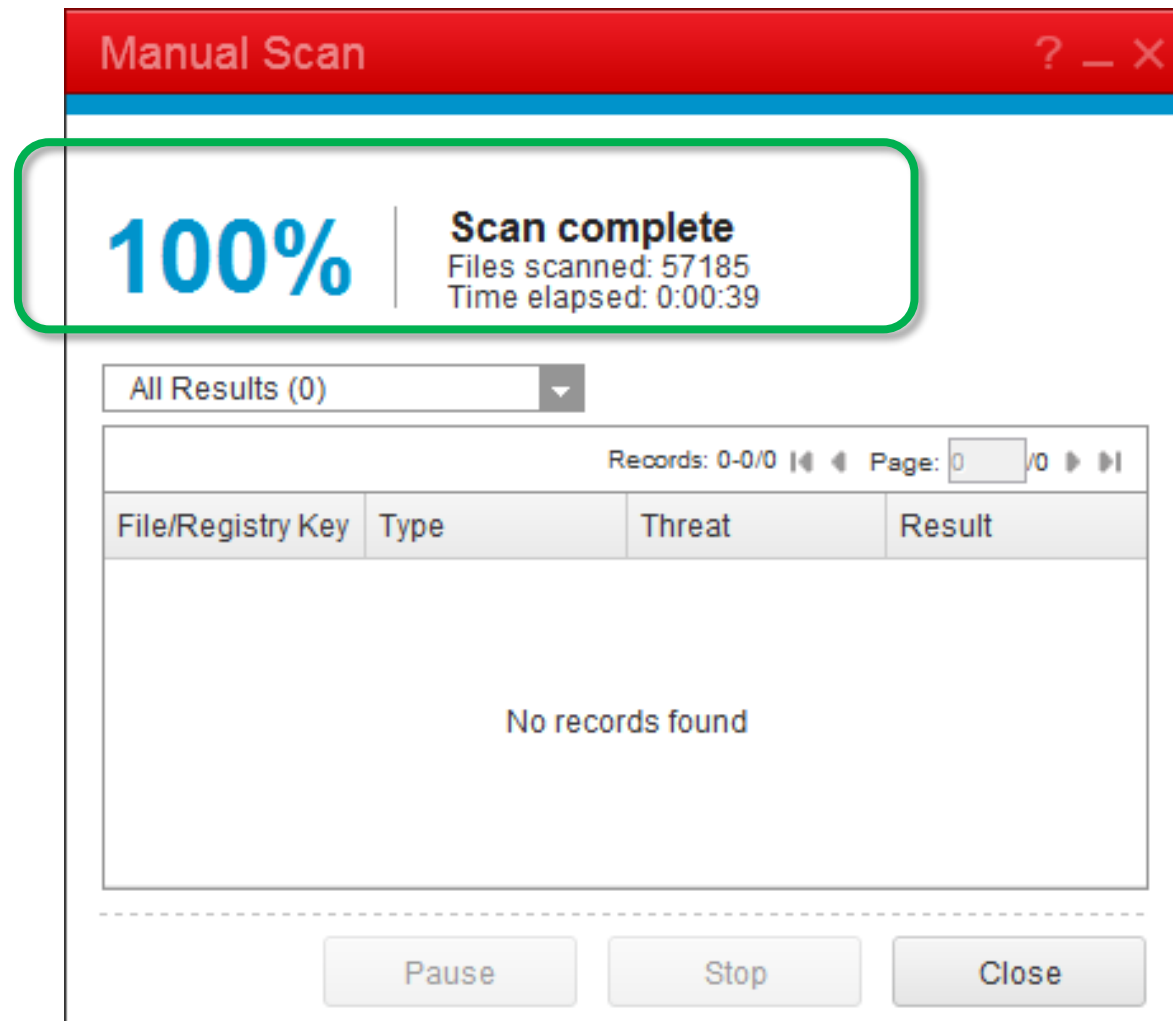 Manual Scan
100%
Scan complete
Files scanned: 57185
Time elapsed: 0:00:39
All Results (0)
Records: 0-0/0 Page: 0 /0
File/Registry Key Type Threat Result
No records found
Pause Stop Close